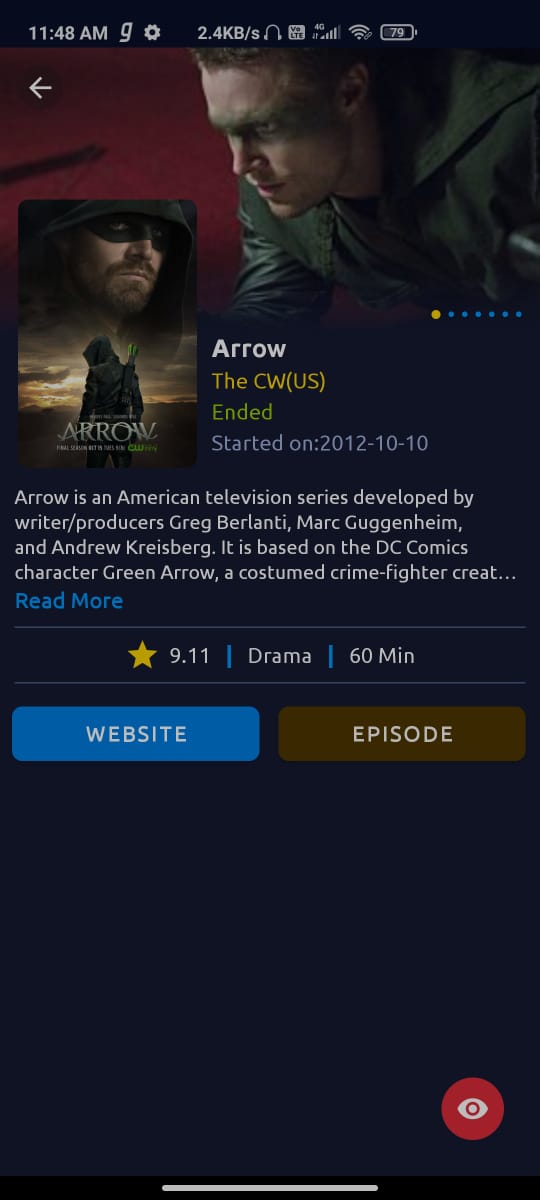 11:48 AM g 2.4KB/s Vo LTE 4G 79
Arrow
The CW(US)
Ended
Started on:2012-10-10
ARROW
FINAL SEASON OCT 15 TUES 9/8c CW
Arrow is an American television series developed by
writer/producers Greg Berlanti, Marc Guggenheim,
and Andrew Kreisberg. It is based on the DC Comics
character Green Arrow, a costumed crime-fighter creat…
Read More
9.11 | Drama | 60 Min
WEBSITE EPISODE